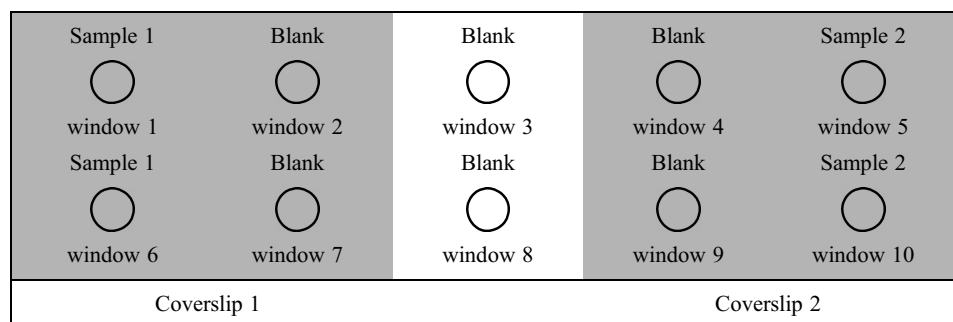 Sample 1 Blank Blank Blank Sample 2
window 1 window 2 window 3 window 4 window 5
Sample 1 Blank Blank Blank Sample 2
window 6 window 7 window 8 window 9 window 10
Coverslip 1 Coverslip 2